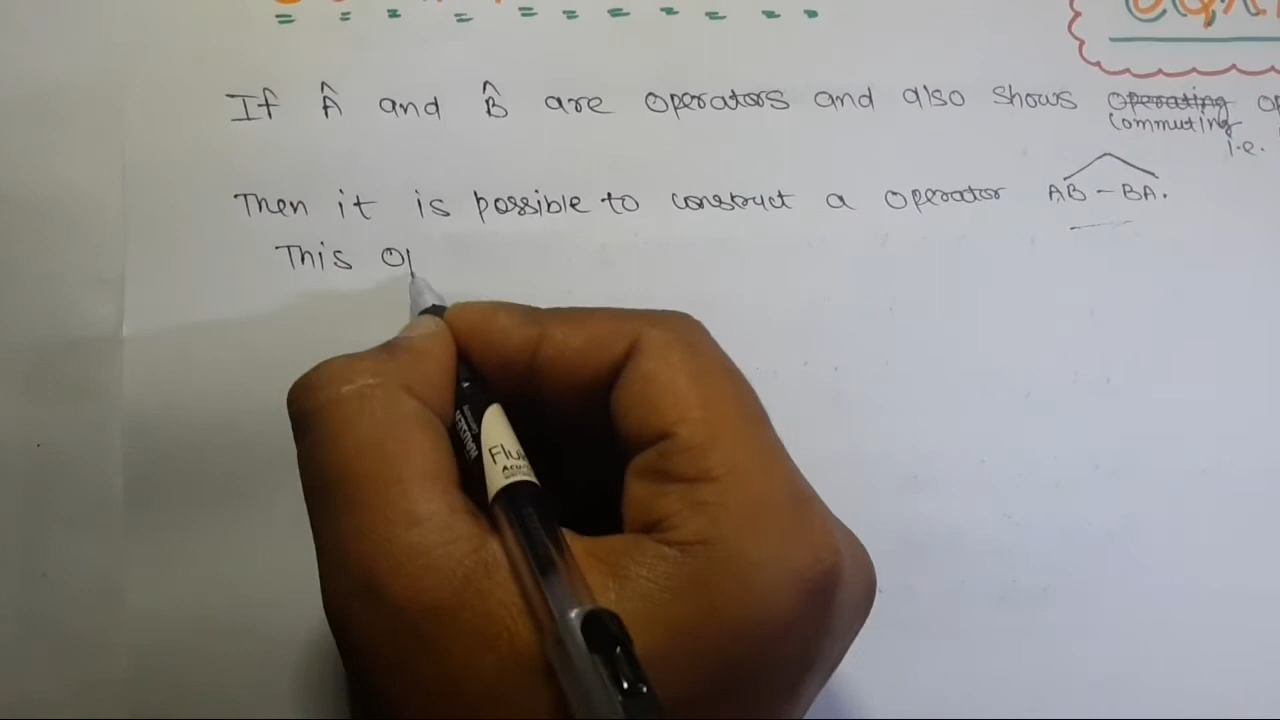 If Â and B̂ are operators and also shows operating
commuting
i.e.
Then it is possible to construct a operator AB - BA.
This